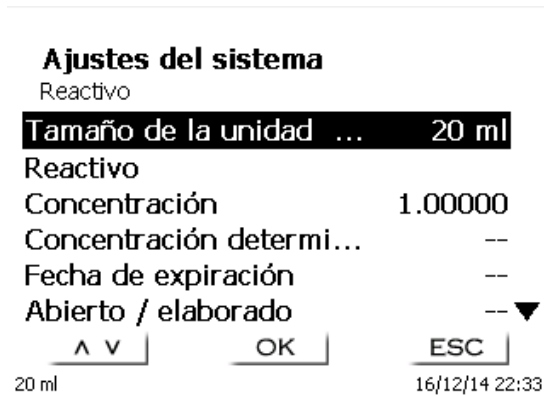 Ajustes del sistema
Reactivo
Tamaño de la unidad ... 20 ml
Reactivo
Concentración 1.00000
Concentración determi... --
Fecha de expiración --
Abierto / elaborado --
OK ESC
20 ml 16/12/14 22:33